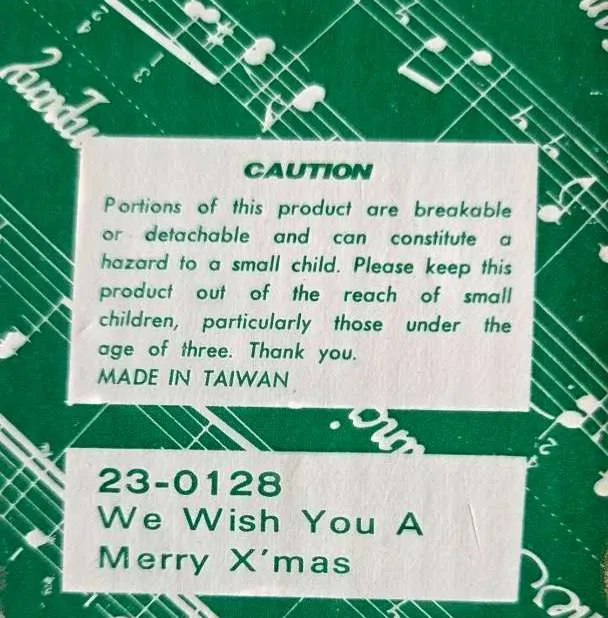 CAUTION
Portions of this product are breakable
or detachable and can constitute a
hazard to a small child. Please keep this
product out of the reach of small
children, particularly those under the
age of three. Thank you.
MADE IN TAIWAN
23-0128
We Wish You A
Merry X'mas